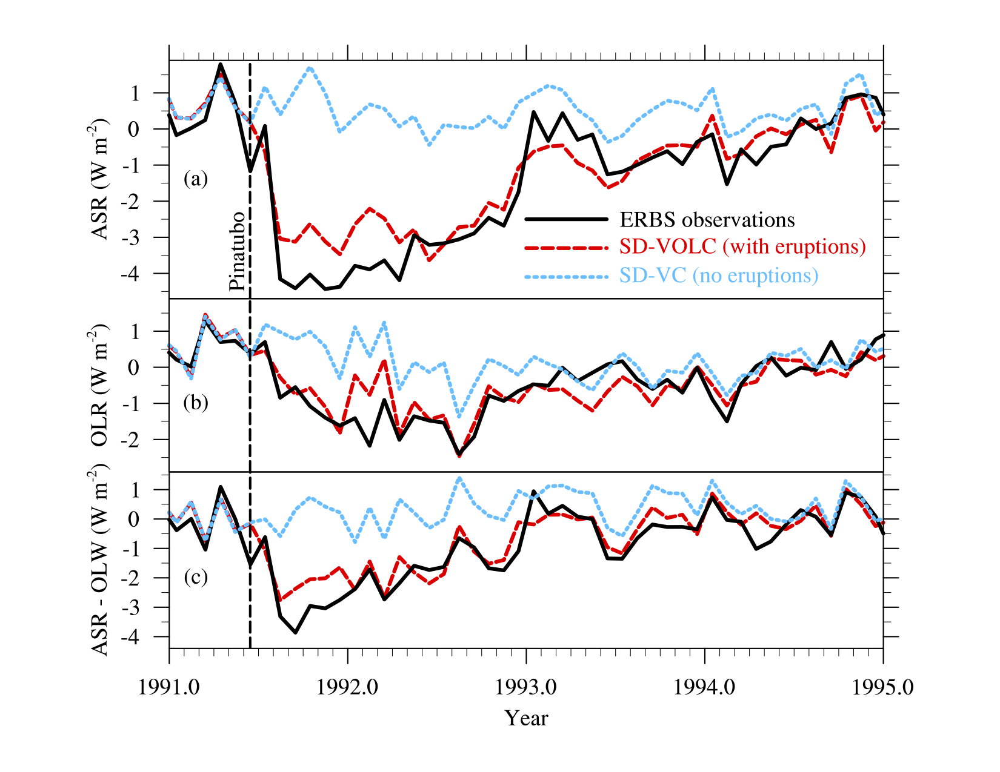 ASR (W m-2)
1
0
-1
-2
-3
-4
(a)
Pinatubo
ERBS observations
SD-VOLC (with eruptions)
SD-VC (no eruptions)
OLR (W m-2)
1
0
-1
-2
(b)
ASR - OLW (W m-2)
1
0
-1
-2
-3
-4
(c)
1991.0 1992.0 1993.0 1994.0 1995.0
Year